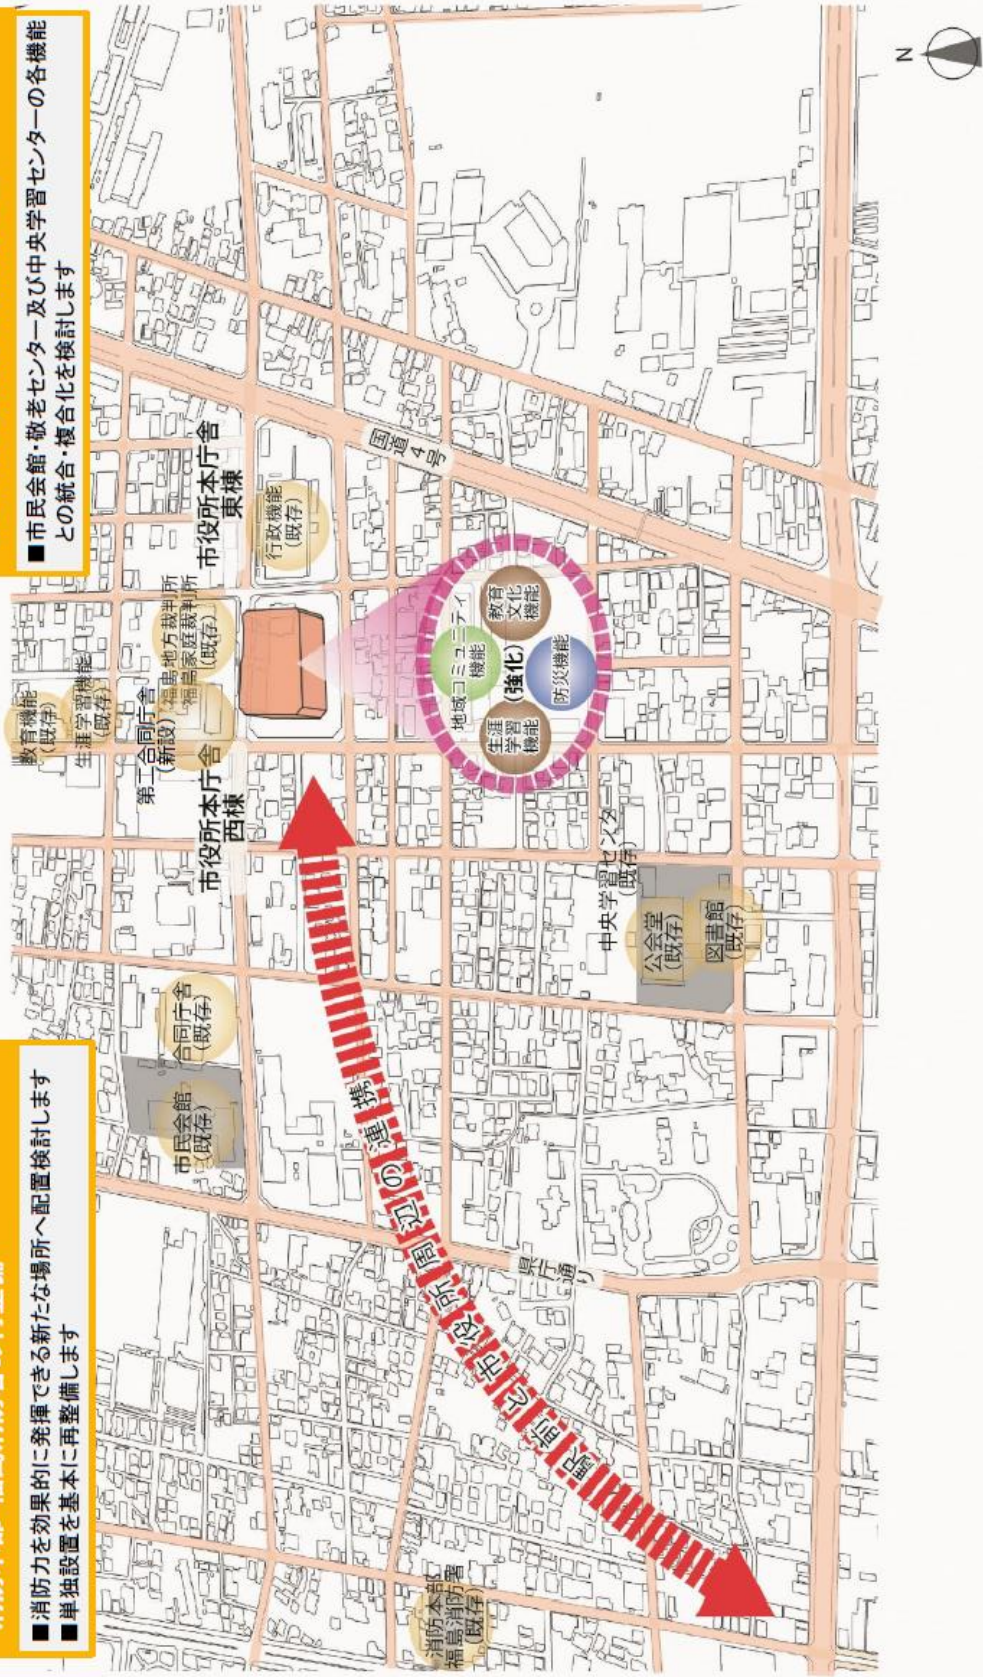 ■消防力を効果的に発揮できる新たな場所へ配置検討します
■単独設置を基本に再整備します
■市民会館・敬老センター及び中央学習センターの各機能
との統合・複合化を検討します
教育機能
(既存)
生涯学習機能
(既存)
第二合同庁舎
(新設)
福島地方裁判所
福島家庭裁判所
(既存)
市役所本庁舎
西棟
市役所本庁舎
東棟
行政機能
(既存)
市民会館
(既存)
合同庁舎
(既存)
国道4号
地域コミュニティ
機能
(強化)
生涯
学習
機能
教育
文化
機能
防災機能
駅前と市役所周辺の連携
県庁通り
中央学習センター
(既存)
公会堂
(既存)
図書館
(既存)
消防本部
福島消防署
(既存)
N